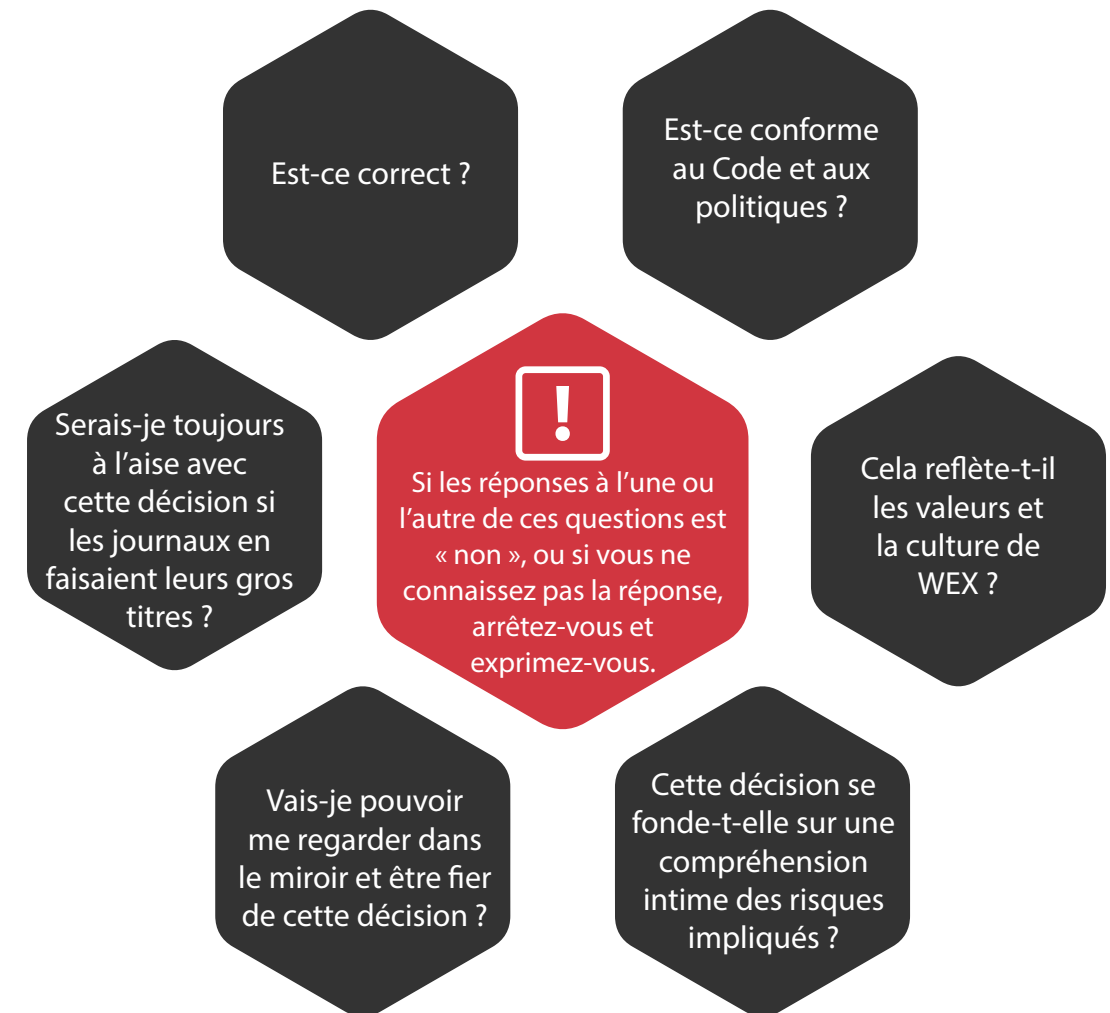 Est-ce correct ?
Est-ce conforme
au Code et aux
politiques ?
Serais-je toujours
à l’aise avec
cette décision si
les journaux en
faisaient leurs gros
titres ?
!
Si les réponses à l’une ou
l’autre de ces questions est
« non », ou si vous ne
connaissez pas la réponse,
arrêtez-vous et
exprimez-vous.
Cela reflète-t-il
les valeurs et
la culture de
WEX ?
Vais-je pouvoir
me regarder dans
le miroir et être fier
de cette décision ?
Cette décision se
fonde-t-elle sur une
compréhension
intime des risques
impliqués ?